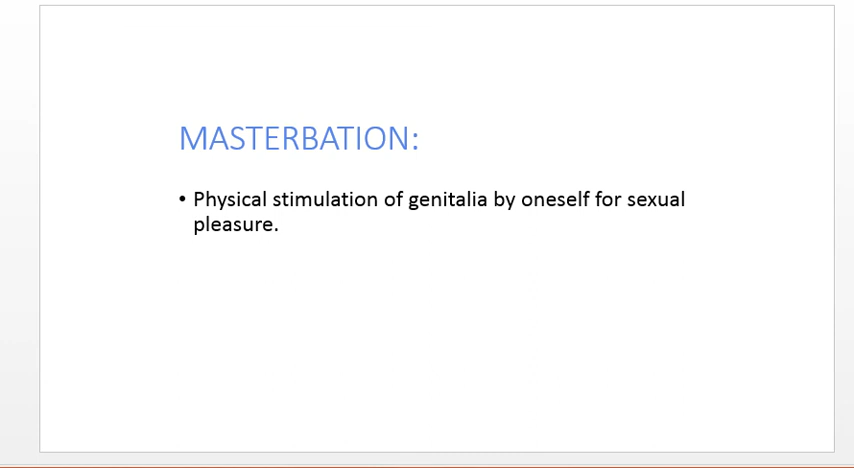 MASTERBATION:
• Physical stimulation of genitalia by oneself for sexual
pleasure.